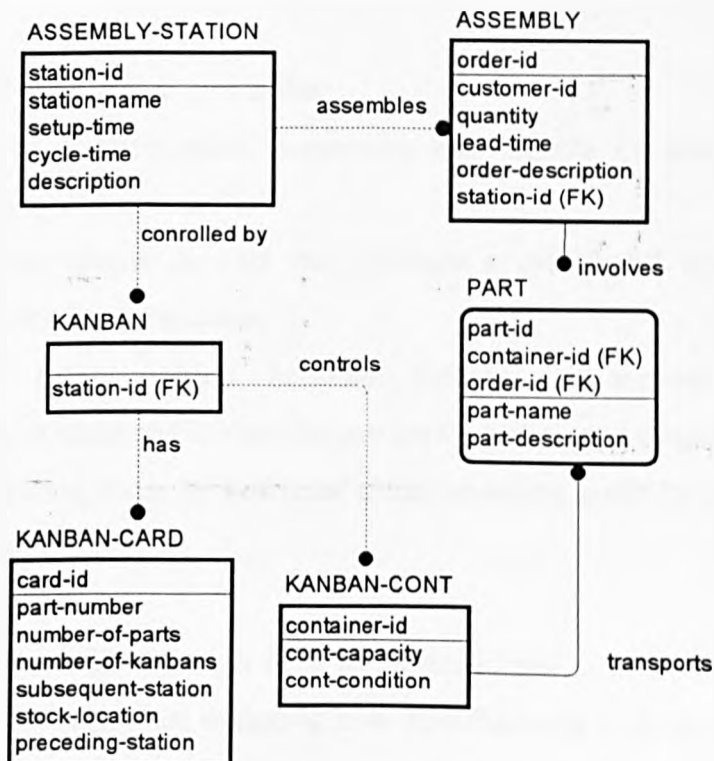 ASSEMBLY-STATION
station-id
station-name
setup-time
cycle-time
description
assembles
ASSEMBLY
order-id
customer-id
quantity
lead-time
order-description
station-id (FK)
conrolled by
involves
KANBAN
station-id (FK)
controls
PART
part-id
container-id (FK)
order-id (FK)
part-name
part-description
has
KANBAN-CARD
card-id
part-number
number-of-parts
number-of-kanbans
subsequent-station
stock-location
preceding-station
KANBAN-CONT
container-id
cont-capacity
cont-condition
transports